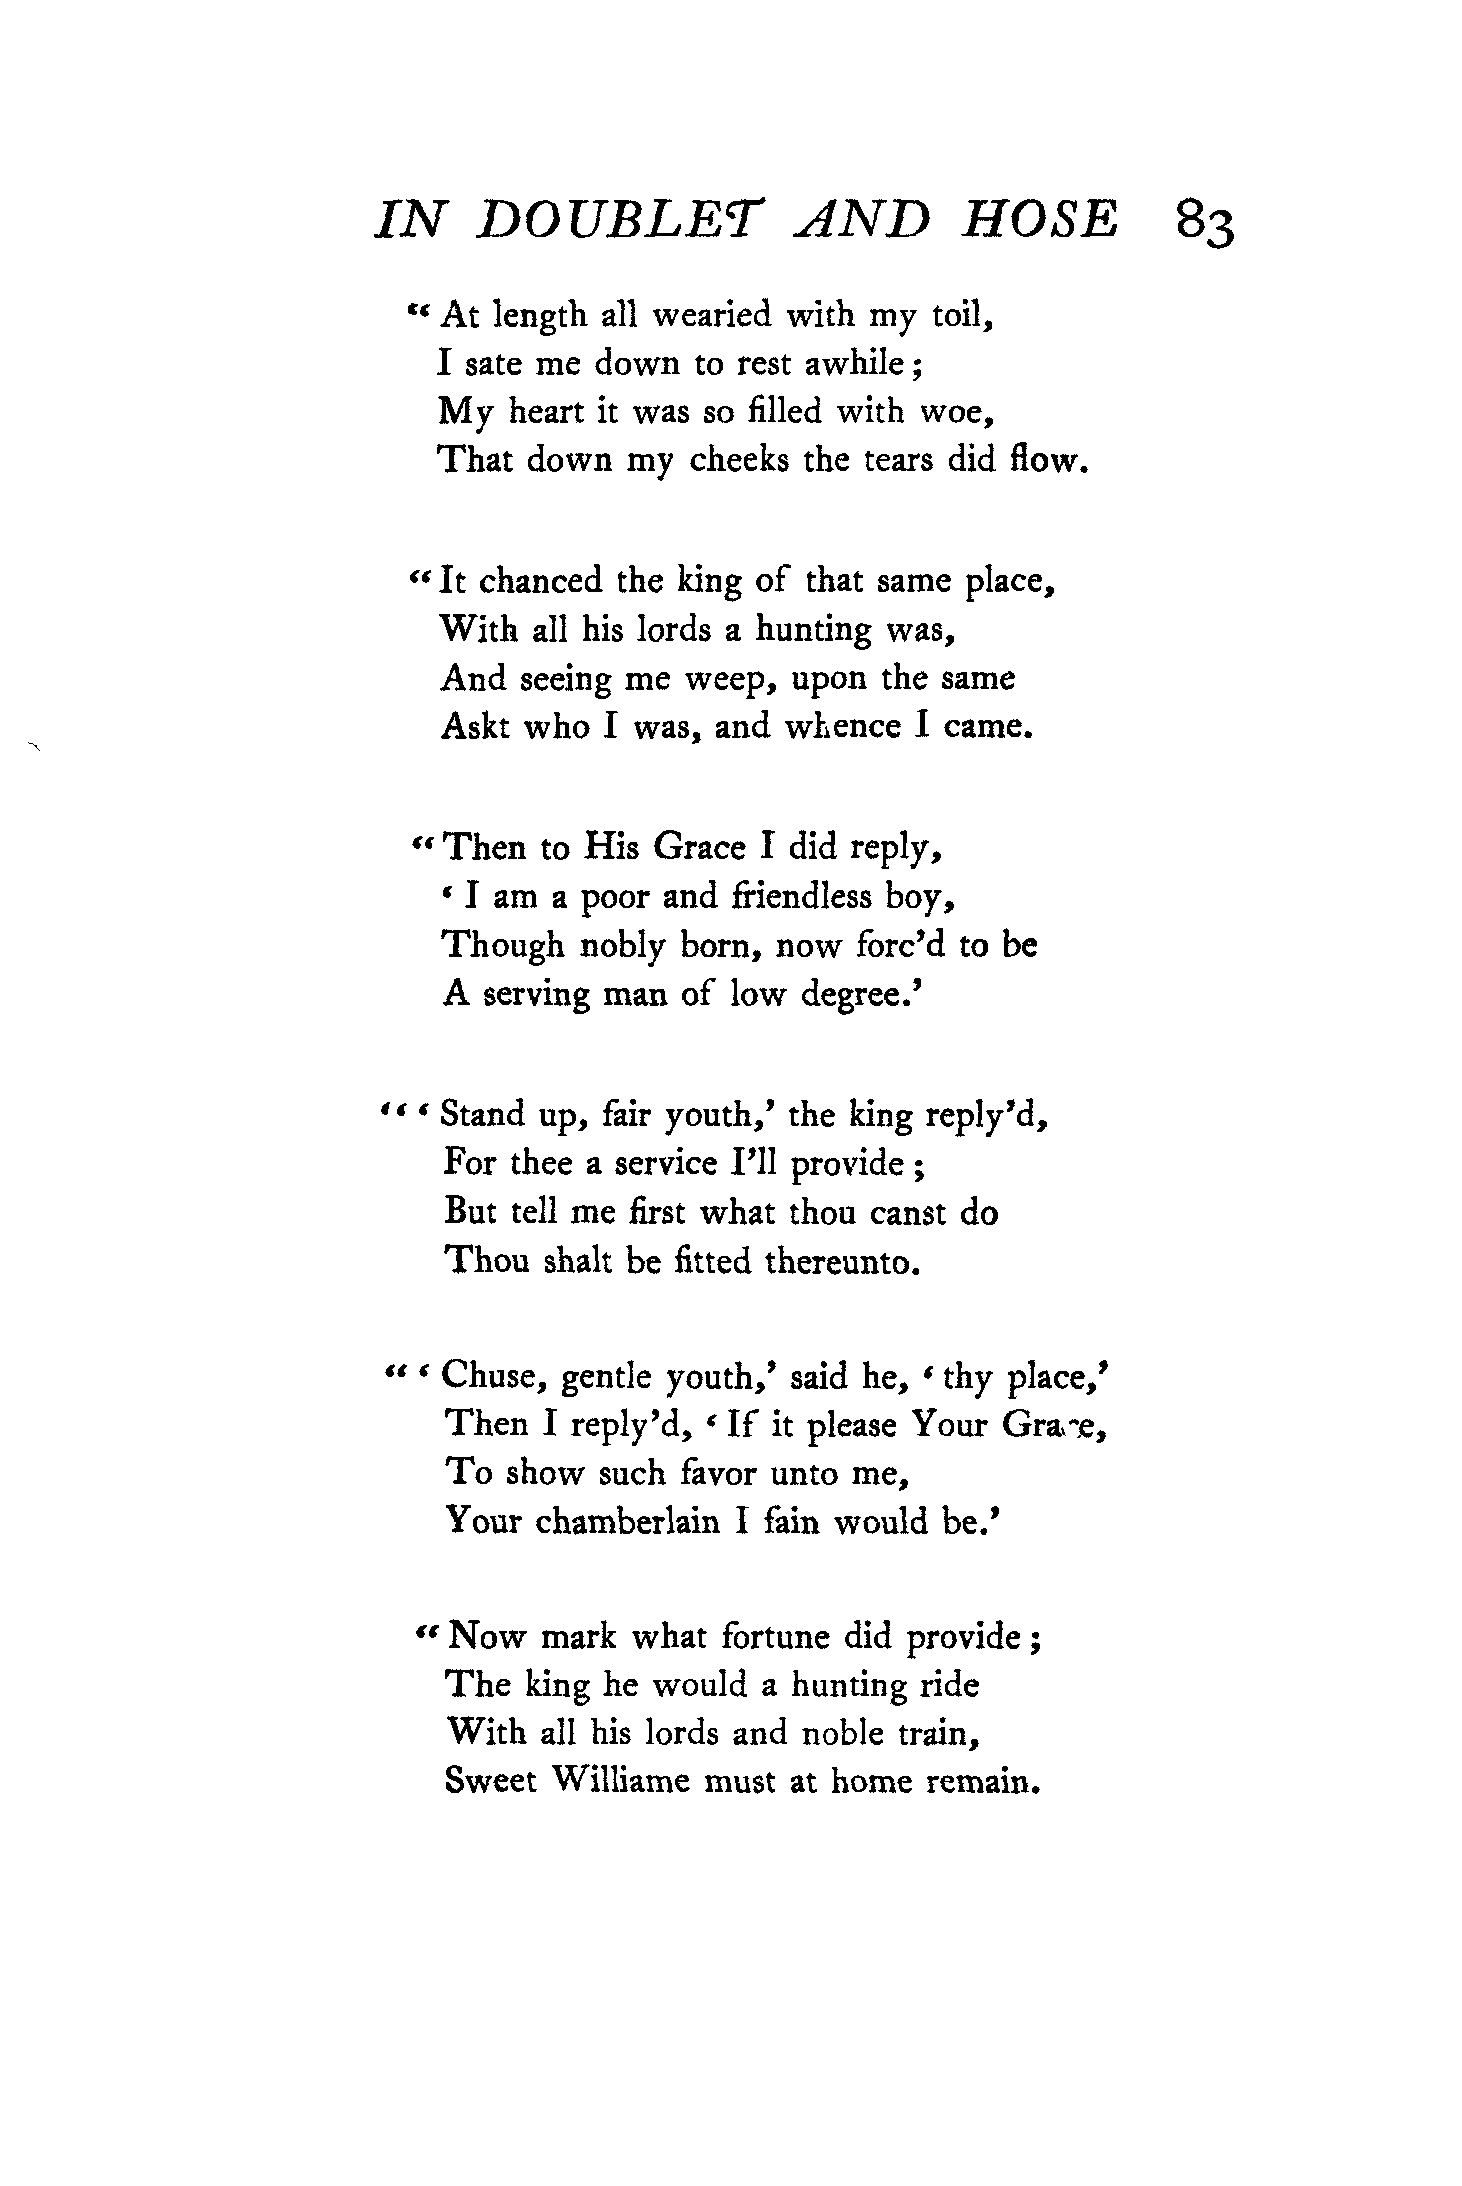 IN DOUBLET AND HOSE 83
“ At length all wearied with my toil,
I sate me down to rest awhile ;
My heart it was so filled with woe,
That down my cheeks the tears did flow.
“ It chanced the king of that same place,
With all his lords a hunting was,
And seeing me weep, upon the same
Askt who I was, and whence I came.
“ Then to His Grace I did reply,
‘ I am a poor and friendless boy,
Though nobly born, now forc’d to be
A serving man of low degree.’
“ ‘ Stand up, fair youth,’ the king reply’d,
For thee a service I’ll provide ;
But tell me first what thou canst do
Thou shalt be fitted thereunto.
“ ‘ Chuse, gentle youth,’ said he, ‘ thy place,’
Then I reply’d, ‘ If it please Your Grace,
To show such favor unto me,
Your chamberlain I fain would be.’
“ Now mark what fortune did provide ;
The king he would a hunting ride
With all his lords and noble train,
Sweet Williame must at home remain.